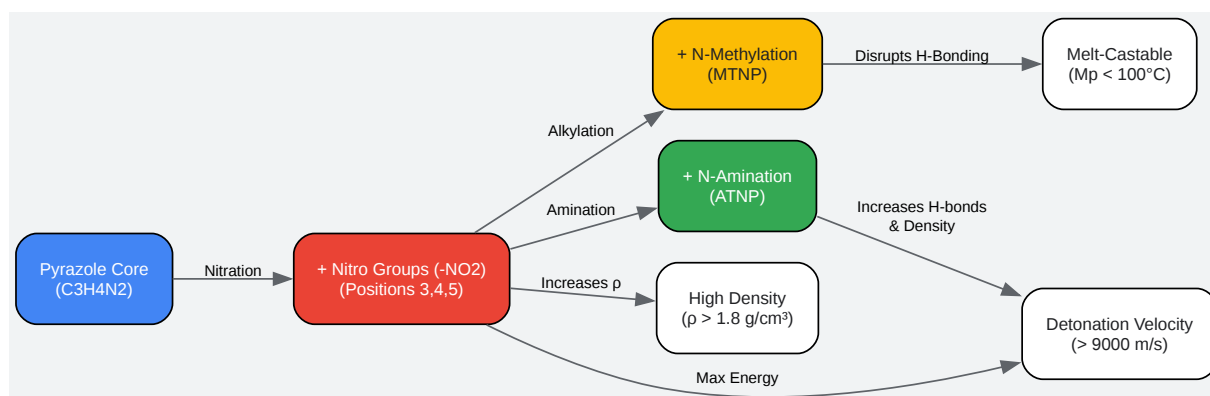 + N-Methylation
(MTNP)
Disrupts H-Bonding
Melt-Castable
(Mp < 100°C)
Alkylation
+ N-Amination
(ATNP)
Amination
Increases H-bonds
& Density
Pyrazole Core
(C3H4N2)
Nitration
+ Nitro Groups (-NO2)
(Positions 3,4,5)
Increases ρ
High Density
(ρ > 1.8 g/cm³)
Detonation Velocity
(> 9000 m/s)
Max Energy